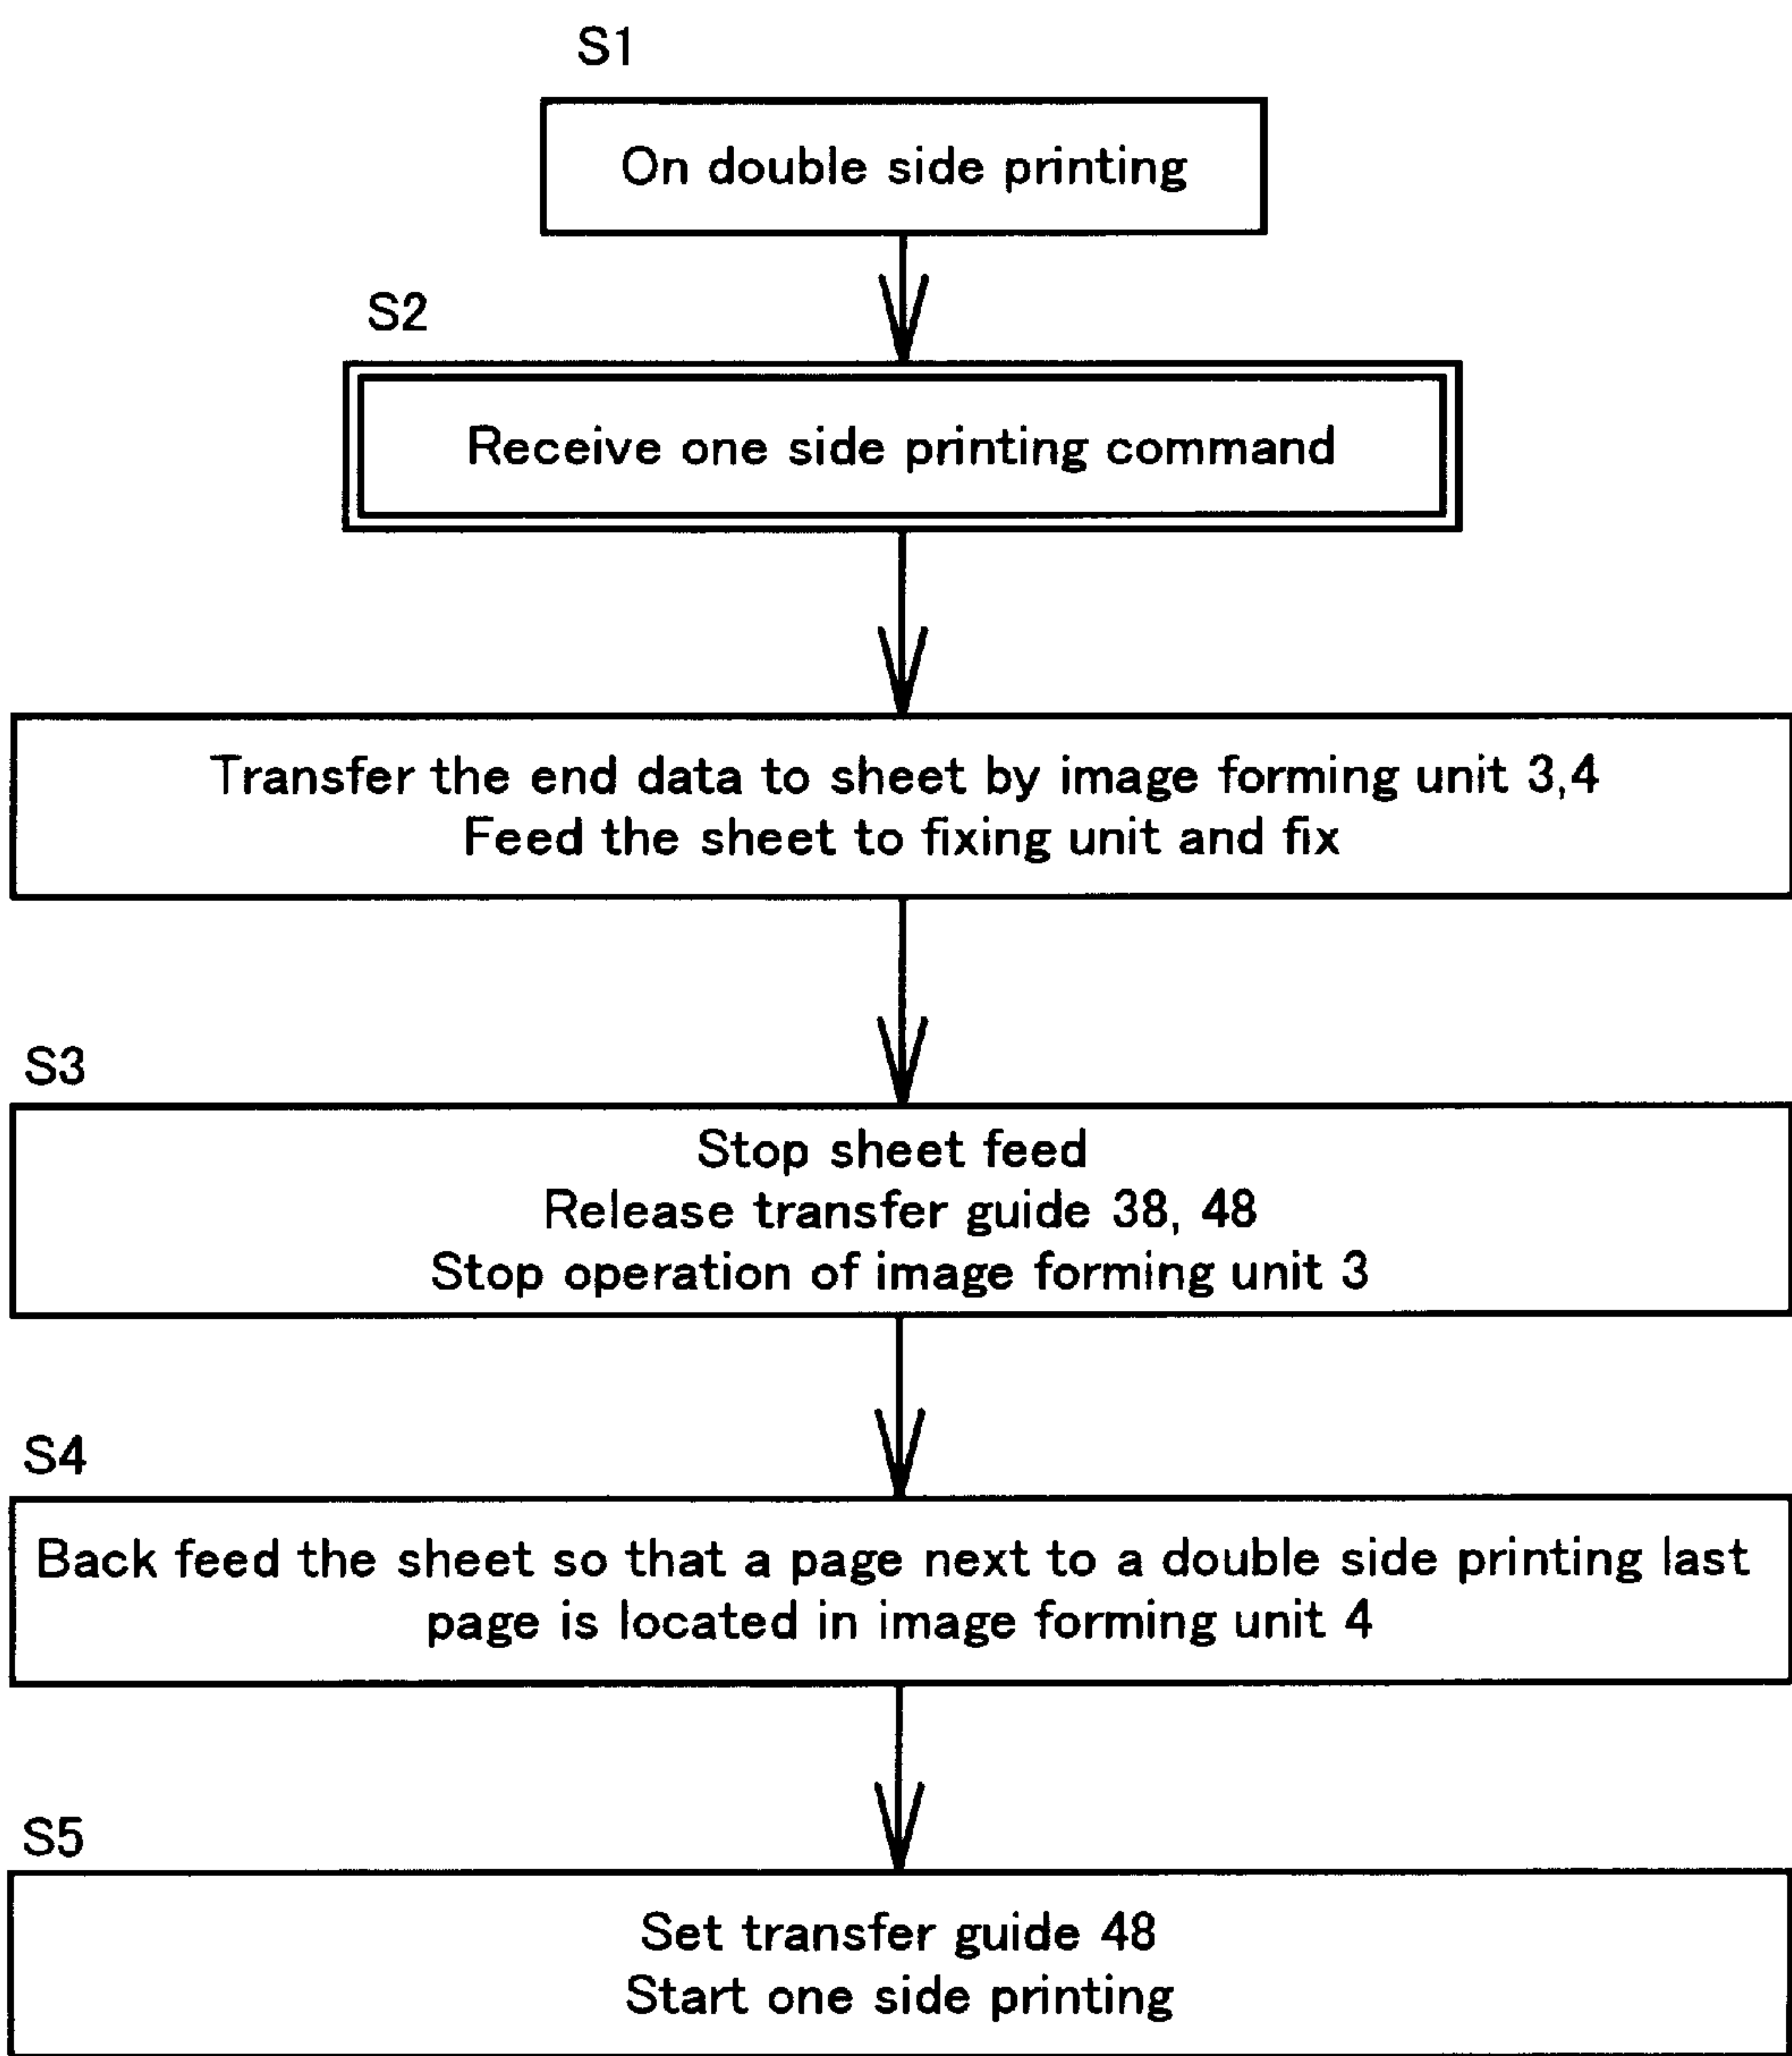 S1
On double side printing
S2
Receive one side printing command
Transfer the end data to sheet by image forming unit 3,4
Feed the sheet to fixing unit and fix
S3
Stop sheet feed
Release transfer guide 38, 48
Stop operation of image forming unit 3
S4
Back feed the sheet so that a page next to a double side printing last
page is located in image forming unit 4
S5
Set transfer guide 48
Start one side printing